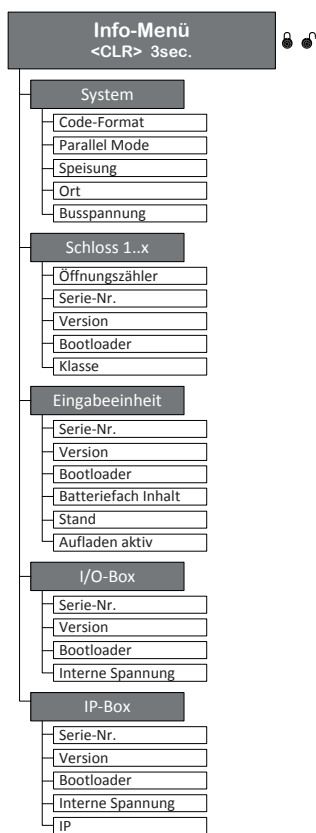 Info-Menü
<CLR> 3sec.
System
Code-Format
Parallel Mode
Speisung
Ort
Busspannung
Schloss 1..x
Öffnungszähler
Serie-Nr.
Version
Bootloader
Klasse
Eingabeeinheit
Serie-Nr.
Version
Bootloader
Batteriefach Inhalt
Stand
Aufladen aktiv
I/O-Box
Serie-Nr.
Version
Bootloader
Interne Spannung
IP-Box
Serie-Nr.
Version
Bootloader
Interne Spannung
IP